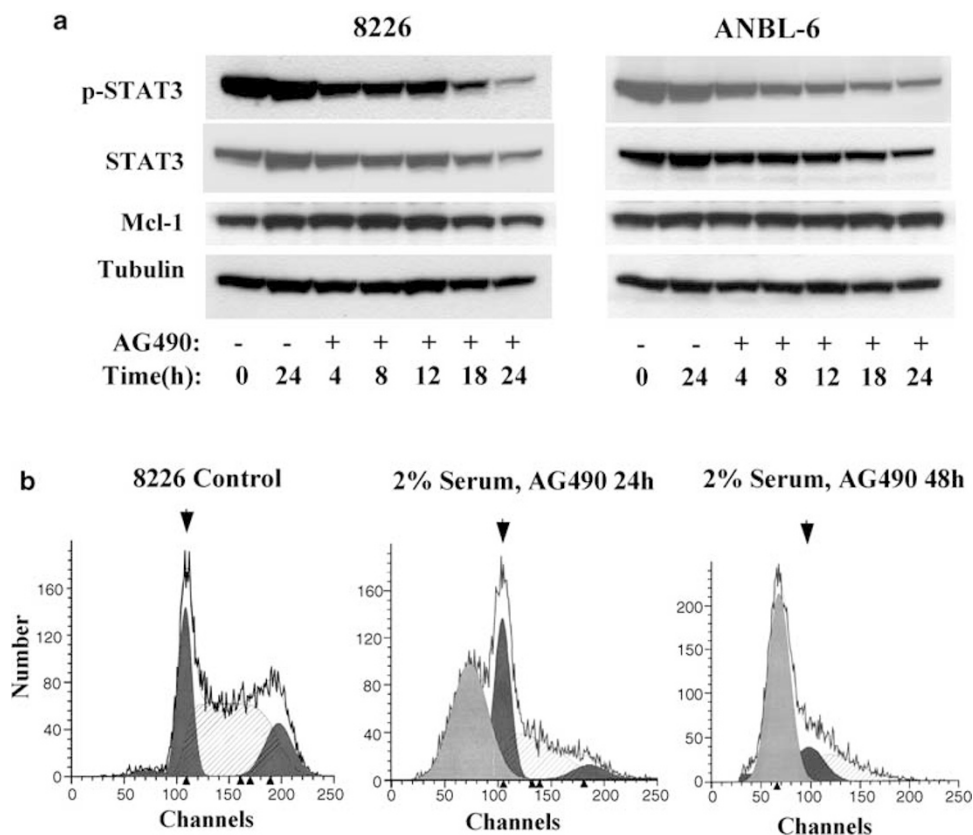 a
8226 ANBL-6
p-STAT3
STAT3
Mcl-1
Tubulin
AG490: - - + + + + + - - + + + + +
Time(h): 0 24 4 8 12 18 24 0 24 4 8 12 18 24
b
8226 Control 2% Serum, AG490 24h 2% Serum, AG490 48h
Number
160
120
80
40
0
0 50 100 150 200 250
Channels
160
120
80
40
0
0 50 100 150 200 250
Channels
200
150
100
50
0
0 50 100 150 200 250
Channels